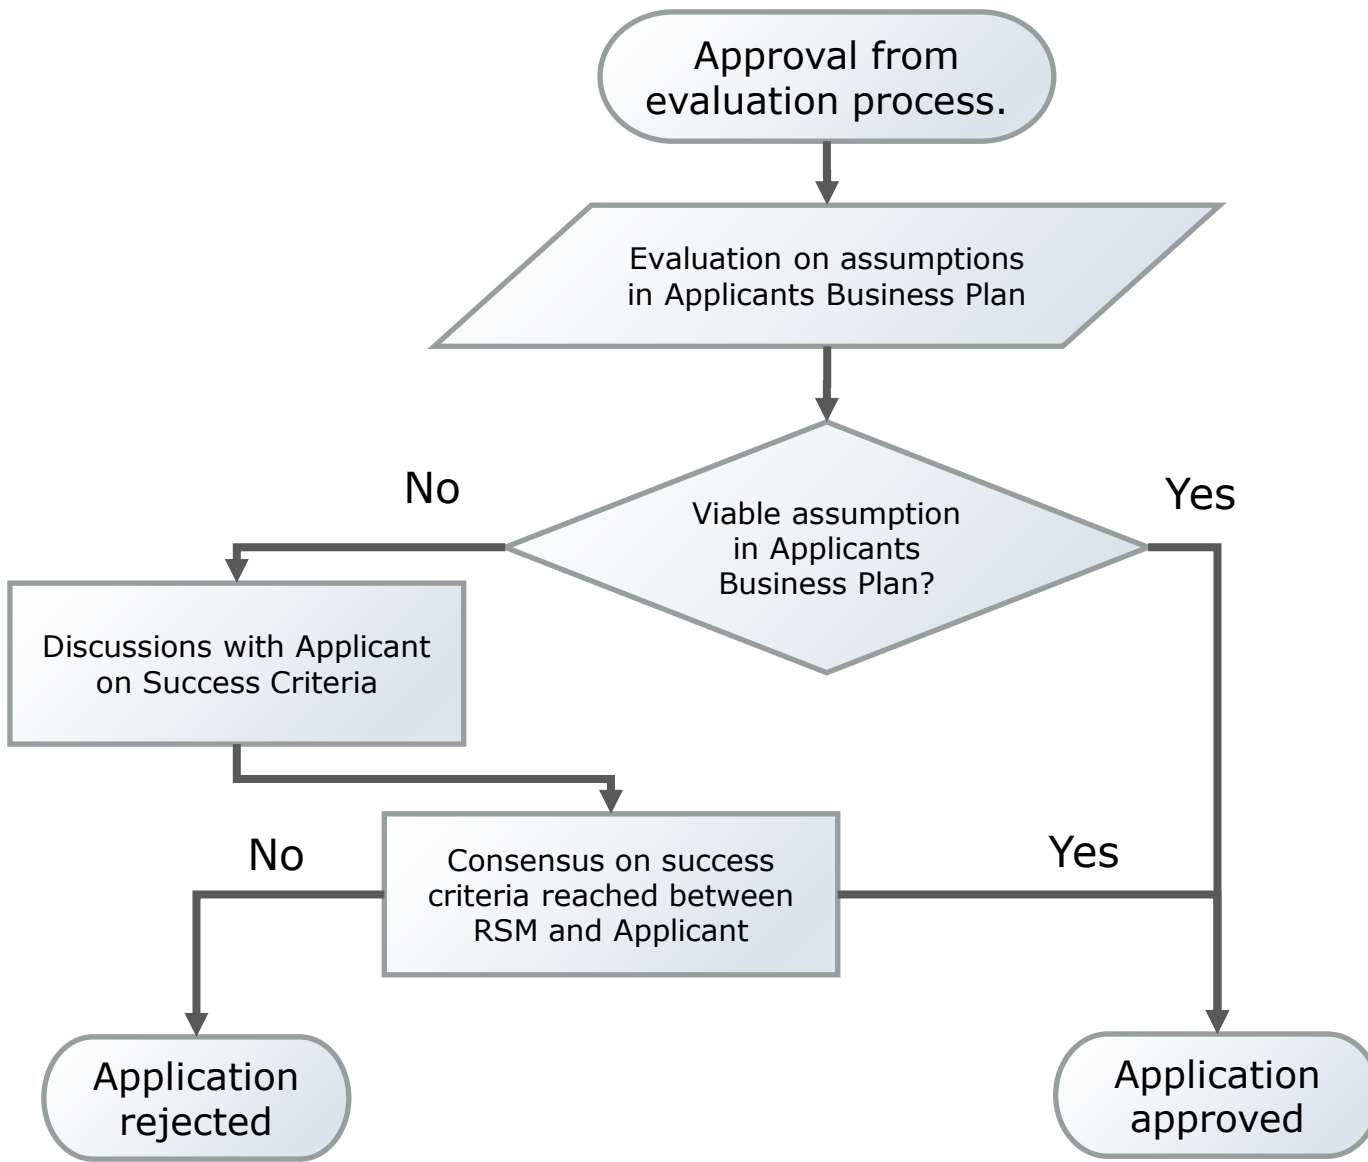 Approval from
evaluation process.
Evaluation on assumptions
in Applicants Business Plan
No
Yes
Viable assumption
in Applicants
Business Plan?
Discussions with Applicant
on Success Criteria
No
Yes
Consensus on success
criteria reached between
RSM and Applicant
Application
rejected
Application
approved